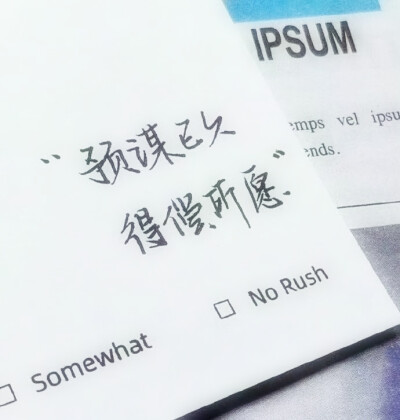 IPSUM
emps vel ipsu
ends.
“预谋已久
得偿所愿”
No Rush
Somewhat